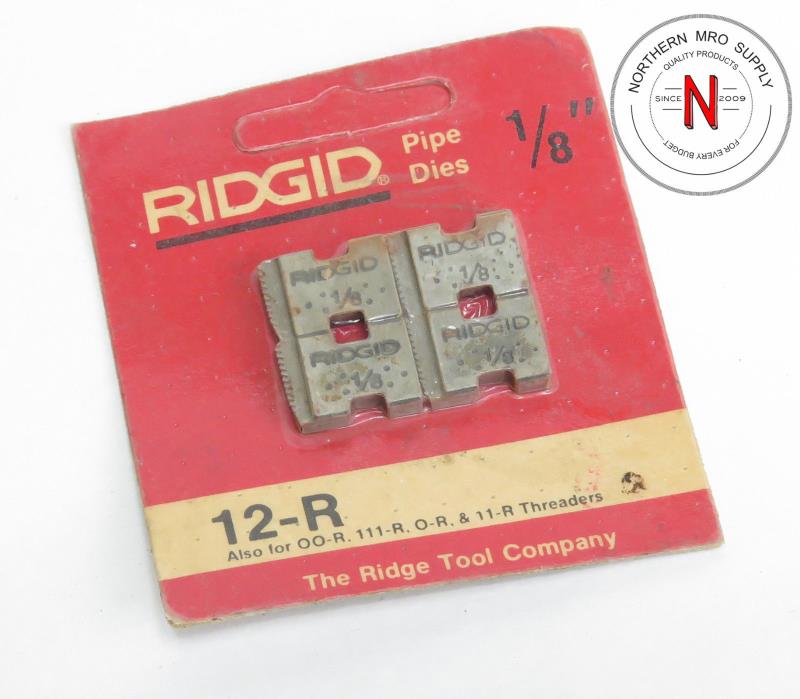 NORTHERN MRO SUPPLY
QUALITY PRODUCTS
SINCE N 2009
FOR EVERY BUDGET
RIDGID® Pipe
Dies
1/8"
RIDGID
1/8
RIDGID
1/8
RIDGID
1/8
RIDGID
1/8
12-R
Also for OO-R, 111-R, O-R, & 11-R Threaders
The Ridge Tool Company